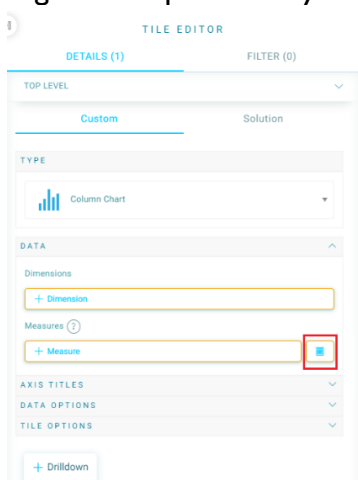 TILE EDITOR
DETAILS (1) FILTER (0)
TOP LEVEL
Custom Solution
TYPE
Column Chart
DATA
Dimensions
+ Dimension
Measures ?
+ Measure
AXIS TITLES
DATA OPTIONS
TILE OPTIONS
+ Drilldown